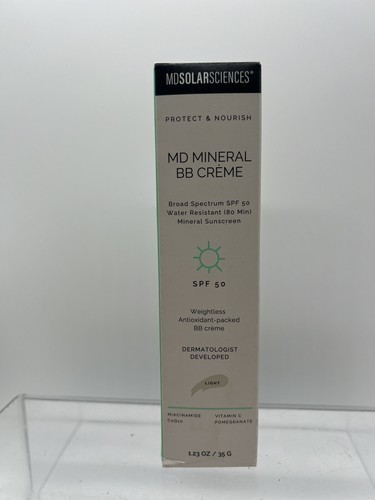 MDSOLARSCIENCES®
PROTECT & NOURISH
MD MINERAL
BB CRÈME
Broad Spectrum SPF 50
Water Resistant (80 Min)
Mineral Sunscreen
SPF 50
Weightless
Antioxidant-packed
BB crème
DERMATOLOGIST
DEVELOPED
LIGHT
NIACINAMIDE
CoQ10
VITAMIN C
POMEGRANATE
1.23 OZ / 35 G